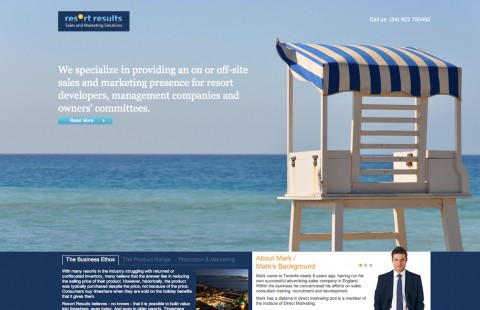 resort results
Sales and Marketing Solutions
Call us: (34) 922 750492
We specialize in providing an on or off-site
sales and marketing presence for resort
developers, management companies and
owners' committees.
Read More
The Business Ethos
The Product Range
Promotion & Marketing
With many resorts in the industry struggling with returned or
confiscated inventory, many believe that the answer lies in reducing
the selling price of their product. However, historically, the product
was typically purchased despite the price, not because of the price.
Consumers buy timeshare when they are sold on the holiday benefits
that it gives them.
Resort Results believes - no knows - that it is possible to build value
into timeshare, even today. And even in older resorts. Timeshare
About Mark /
Mark's Background
Mark came to Tenerife nearly 8 years ago, having run his
own successful advertising sales company in England.
Within the business he concentrated his efforts on sales
consultant training, recruitment and development.
Mark has a diploma in direct marketing and is a member of
the Institute of Direct Marketing.